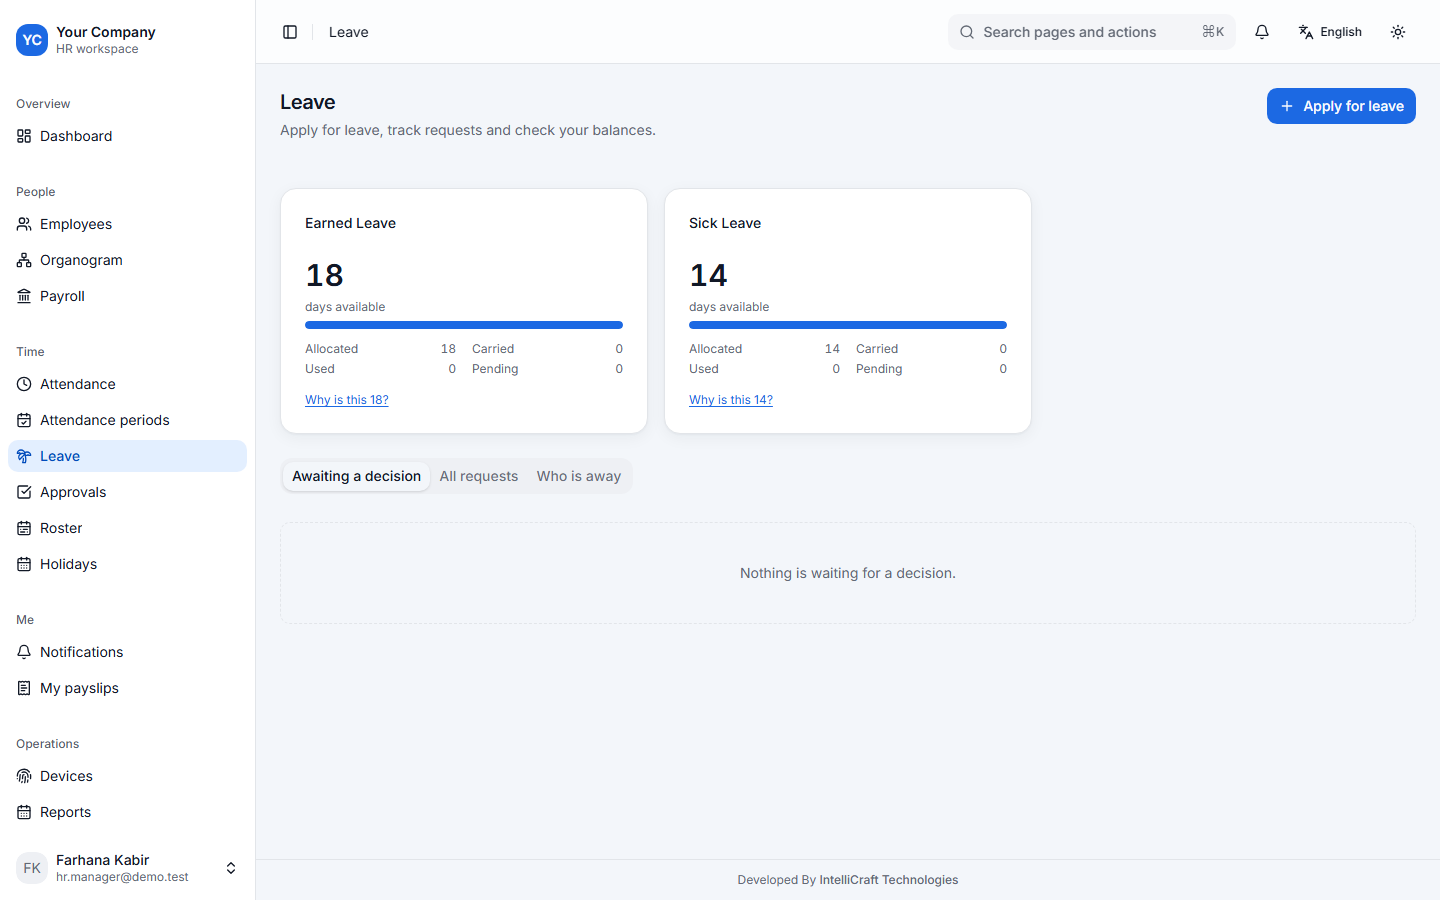 YC
Your Company
HR workspace
Overview
Dashboard
People
Employees
Organogram
Payroll
Time
Attendance
Attendance periods
Leave
Approvals
Roster
Holidays
Me
Notifications
My payslips
Operations
Devices
Reports
FK
Farhana Kabir
hr.manager@demo.test
Leave
Search pages and actions ⌘K
English
Leave
Apply for leave, track requests and check your balances.
Apply for leave
Earned Leave
18
days available
Allocated 18 Carried 0
Used 0 Pending 0
Why is this 18?
Sick Leave
14
days available
Allocated 14 Carried 0
Used 0 Pending 0
Why is this 14?
Awaiting a decision All requests Who is away
Nothing is waiting for a decision.
Developed By IntelliCraft Technologies